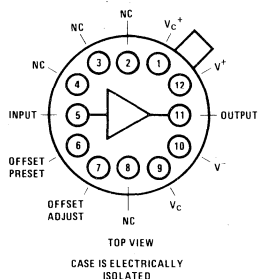 NC
Vc+
NC
V+
NC
3
2
1
4
12
INPUT
5
11
OUTPUT
6
10
OFFSET
PRESET
7
8
9
V-
OFFSET
ADJUST
NC
Vc
TOP VIEW
CASE IS ELECTRICALLY
ISOLATED